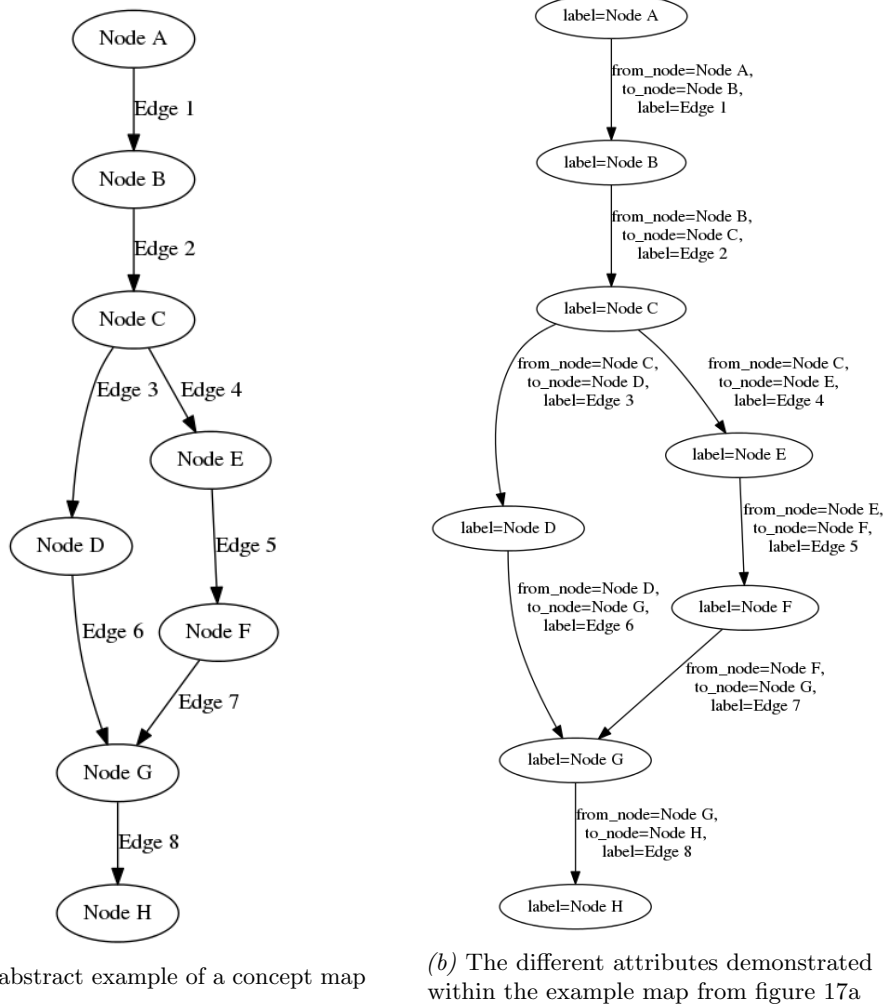 Node A
Edge 1
Node B
Edge 2
Node C
Edge 3
Edge 4
Node E
Node D
Edge 5
Edge 6
Node F
Edge 7
Node G
Edge 8
Node H
abstract example of a concept map
label=Node A
from_node=Node A,
to_node=Node B,
label=Edge 1
label=Node B
from_node=Node B,
to_node=Node C,
label=Edge 2
label=Node C
from_node=Node C,
to_node=Node D,
label=Edge 3
from_node=Node C,
to_node=Node E,
label=Edge 4
label=Node E
label=Node D
from_node=Node E,
to_node=Node F,
label=Edge 5
from_node=Node D,
to_node=Node G,
label=Edge 6
label=Node F
from_node=Node F,
to_node=Node G,
label=Edge 7
label=Node G
from_node=Node G,
to_node=Node H,
label=Edge 8
label=Node H
(b) The different attributes demonstrated
within the example map from figure 17a